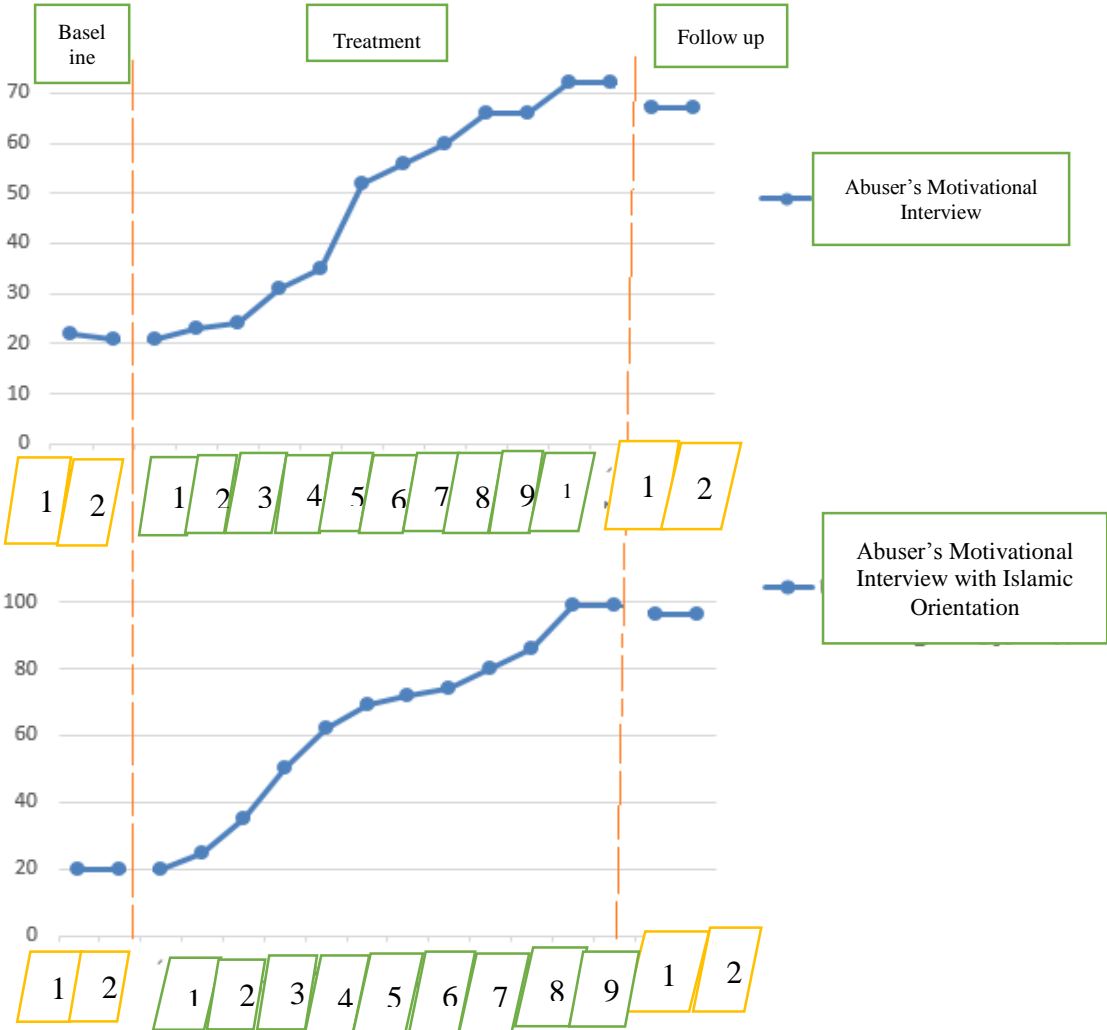 Basel
ine
Treatment
Follow up
70
60
50
40
30
20
10
0
Abuser’s Motivational
Interview
1 2 1 2 3 4 5 6 7 8 9 1 1 2
100
80
60
40
20
0
Abuser’s Motivational
Interview with Islamic
Orientation
1 2 1 2 3 4 5 6 7 8 9 1 2